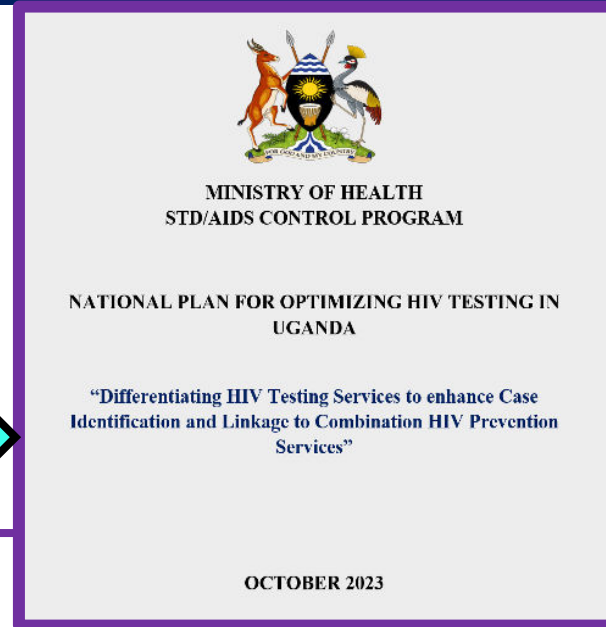 FOR GOD AND MY COUNTRY
MINISTRY OF HEALTH
STD/AIDS CONTROL PROGRAM
NATIONAL PLAN FOR OPTIMIZING HIV TESTING IN
UGANDA
“Differentiating HIV Testing Services to enhance Case
Identification and Linkage to Combination HIV Prevention
Services”
OCTOBER 2023